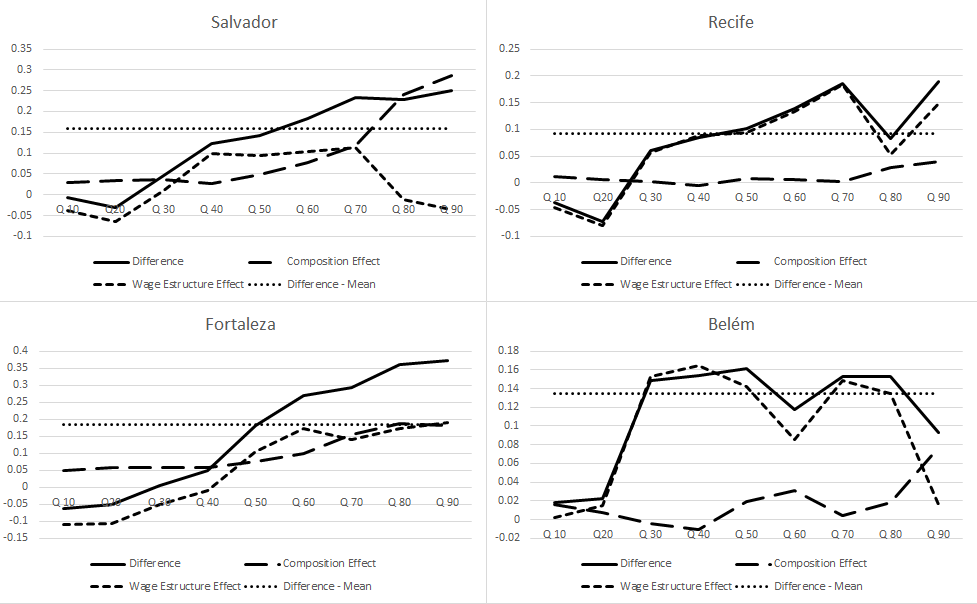 Salvador
0.35
0.3
0.25
0.2
0.15
0.1
0.05
0
-0.05
-0.1
Q 10 Q20 Q 30 Q 40 Q 50 Q 60 Q 70 Q 80 Q 90
Difference Composition Effect
Wage Estructure Effect Difference - Mean
Recife
0.25
0.2
0.15
0.1
0.05
0
-0.05
-0.1
Q 10 Q20 Q 30 Q 40 Q 50 Q 60 Q 70 Q 80 Q 90
Difference Composition Effect
Wage Estructure Effect Difference - Mean
Fortaleza
0.4
0.35
0.3
0.25
0.2
0.15
0.1
0.05
0
-0.05
-0.1
-0.15
Q 10 Q20 Q 30 Q 40 Q 50 Q 60 Q 70 Q 80 Q 90
Difference Composition Effect
Wage Estructure Effect Difference - Mean
Belém
0.18
0.16
0.14
0.12
0.1
0.08
0.06
0.04
0.02
0
-0.02
Q 10 Q20 Q 30 Q 40 Q 50 Q 60 Q 70 Q 80 Q 90
Difference Composition Effect
Wage Estructure Effect Difference - Mean